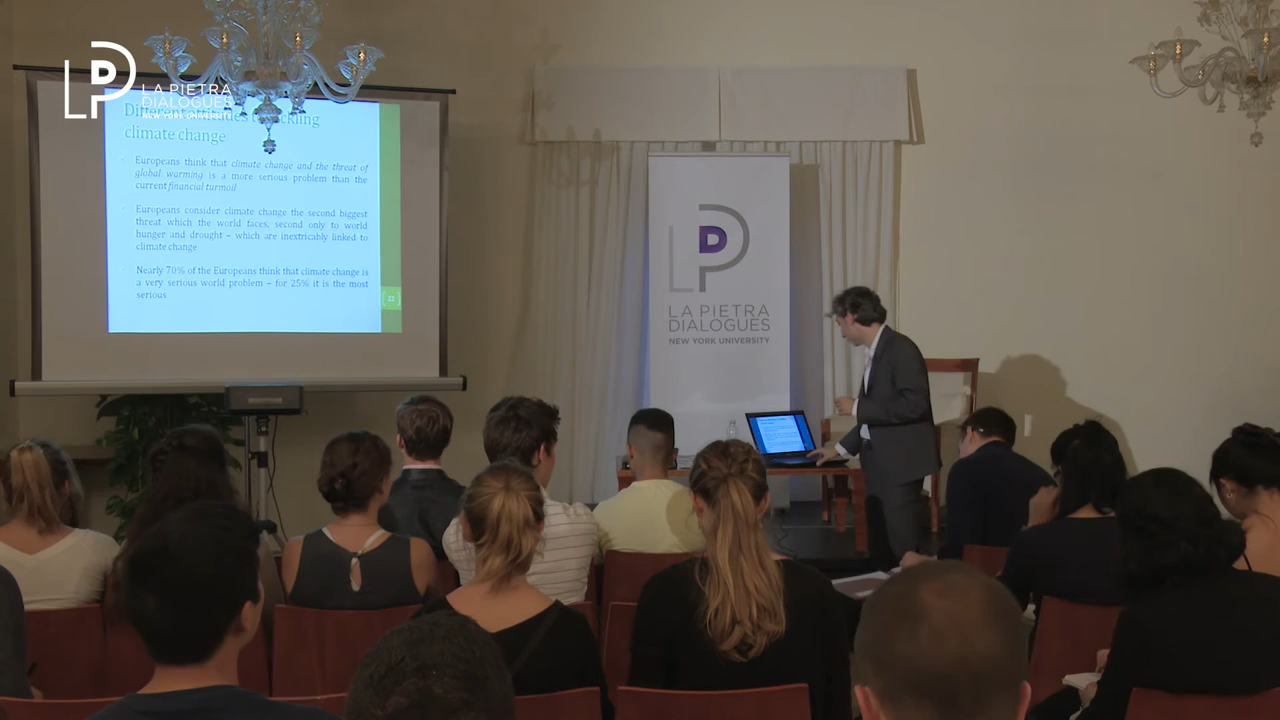 LA PIETRA
DIALOGUES
NEW YORK UNIVERSITY
Different attitudes
climate change
Europeans think that climate change and the threat of
global warming is a more serious problem than the
current financial turmoil
Europeans consider climate change the second biggest
threat which the world faces, second only to world
hunger and drought – which are inextricably linked to
climate change
Nearly 70% of the Europeans think that climate change is
a very serious world problem – for 25% it is the most
serious
22
LPD
LA PIETRA
DIALOGUES
NEW YORK UNIVERSITY